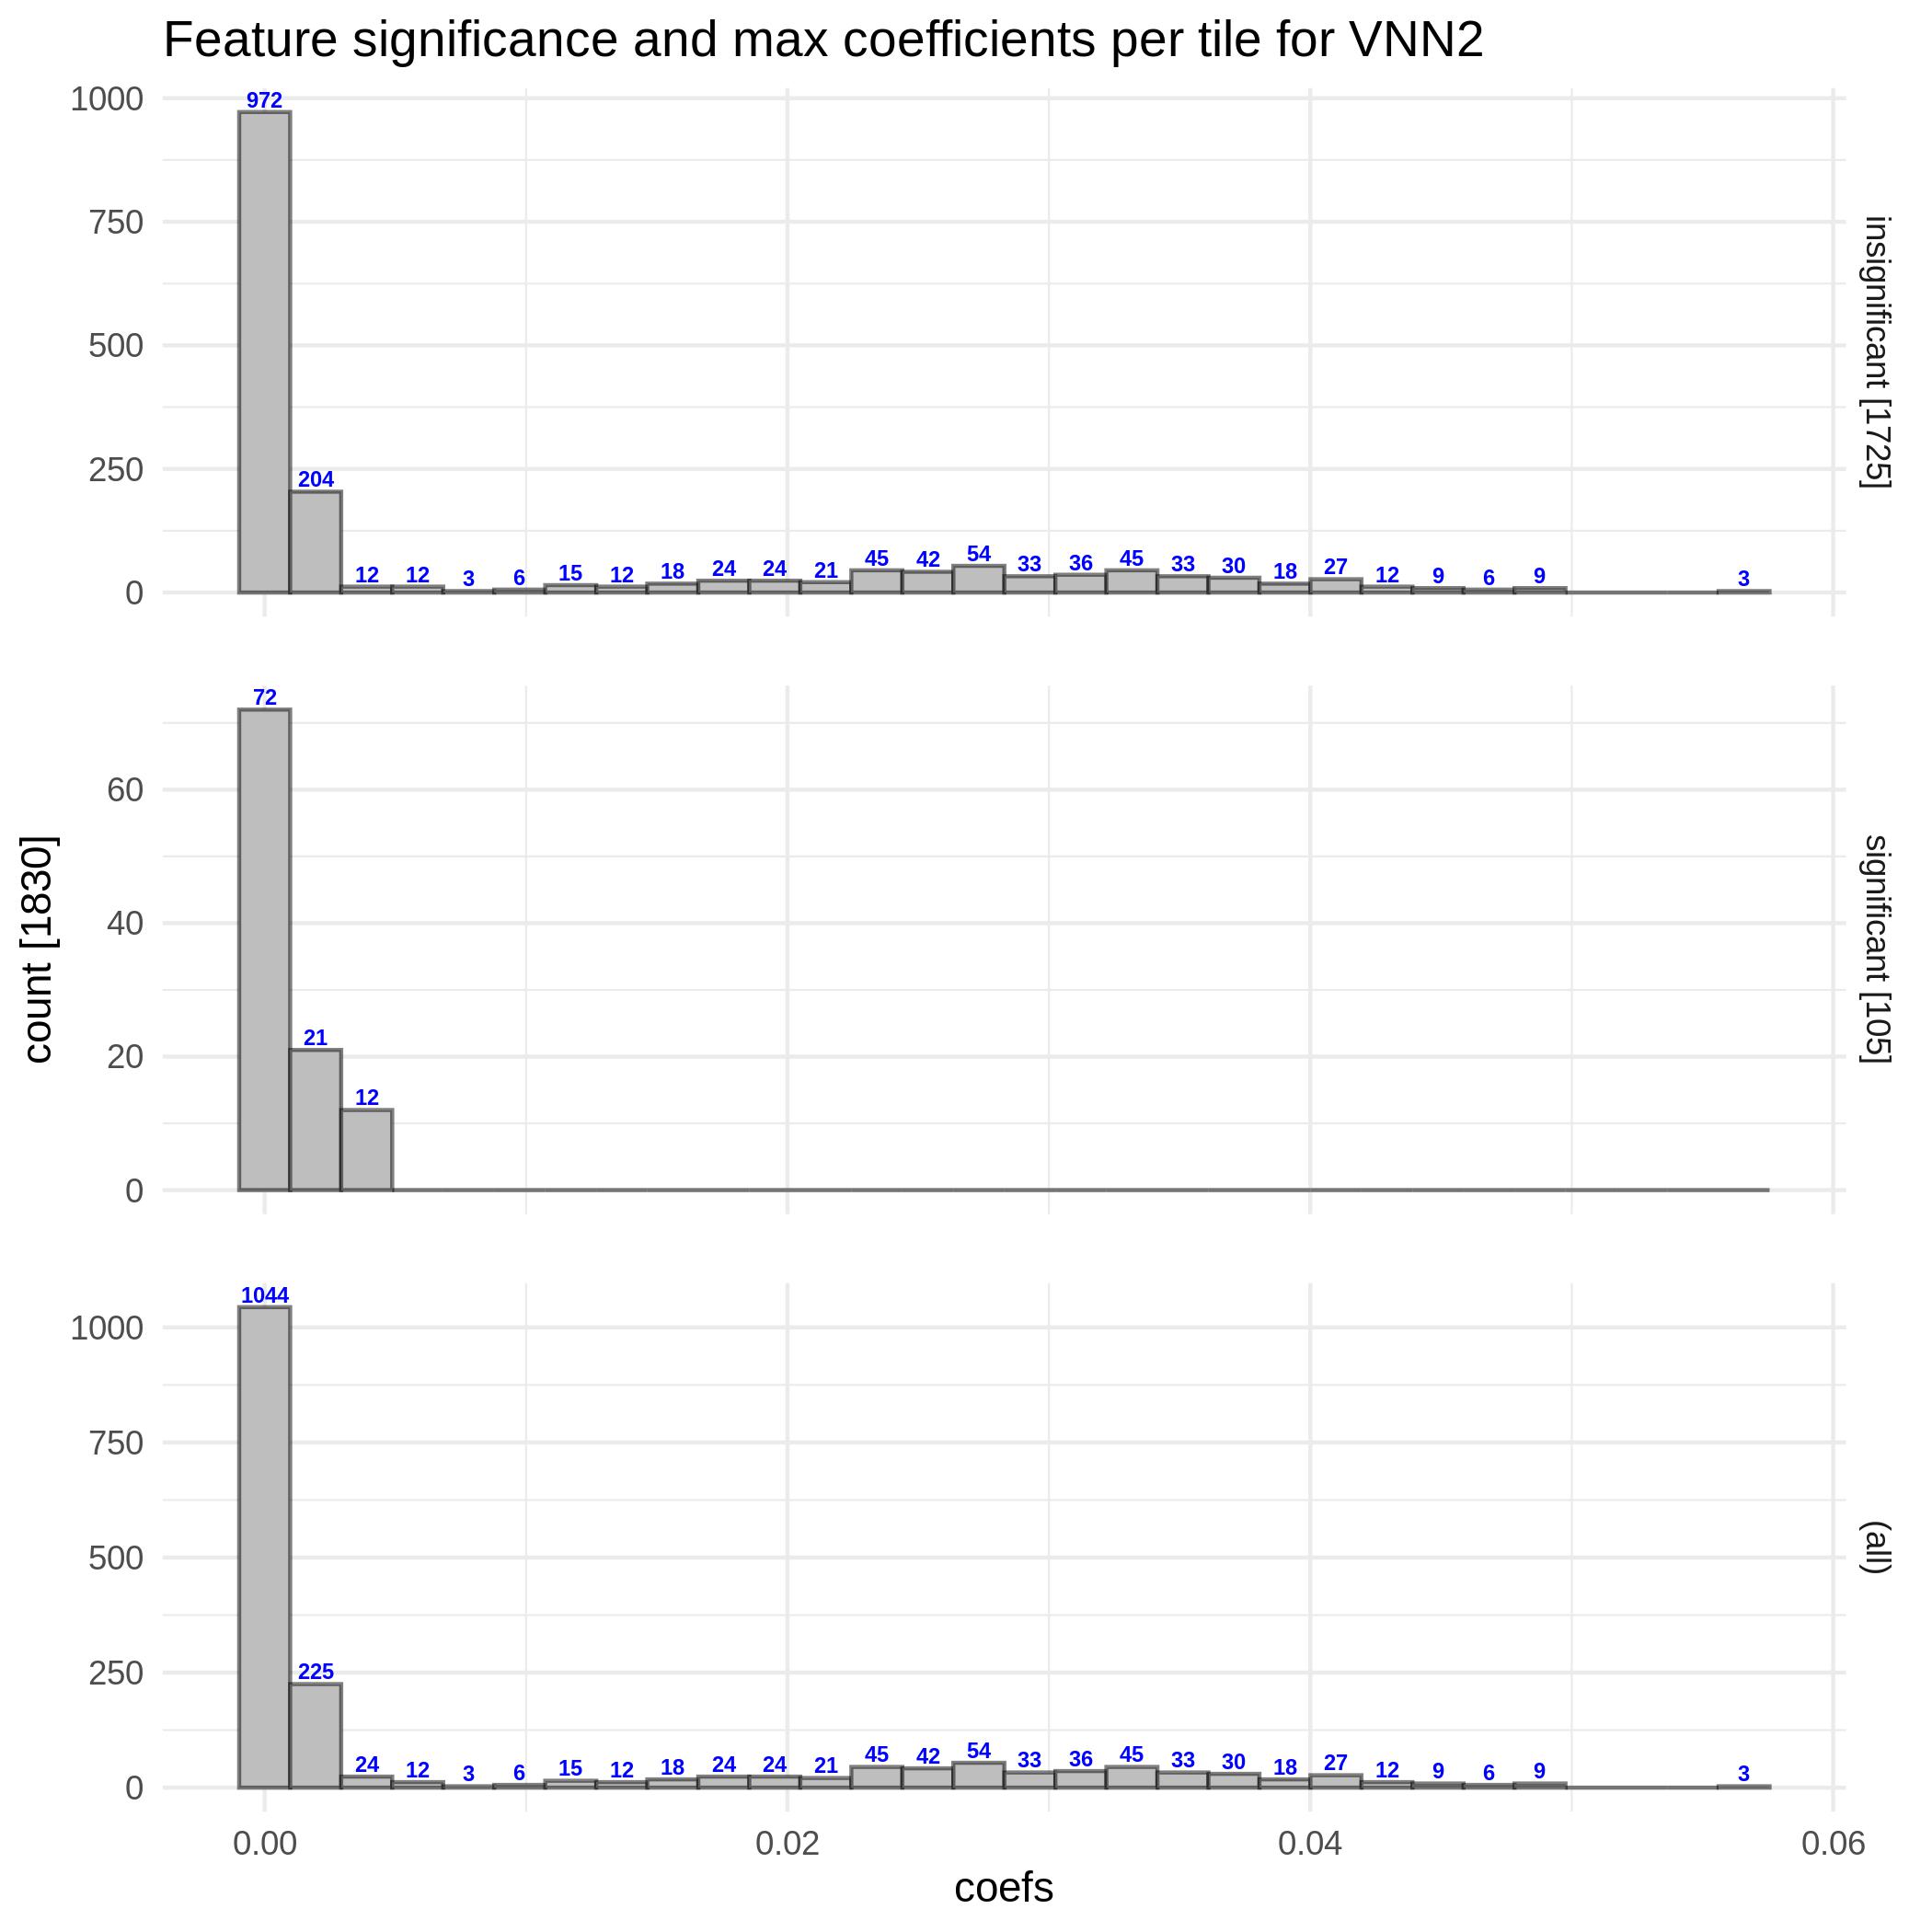 Feature significance and max coefficients per tile for VNN2
1000
750
500
250
0
972
204
12 12 3 6 15 12 18 24 24 21 45 42 54 33 36 45 33 30 18 27 12 9 6 9 3
insignificant [1725]
count [1830]
60
40
20
0
72
21
12
significant [105]
1000
750
500
250
0
1044
225
24 12 3 6 15 12 18 24 24 21 45 42 54 33 36 45 33 30 18 27 12 9 6 9 3
(all)
0.00 0.02 0.04 0.06
coefs